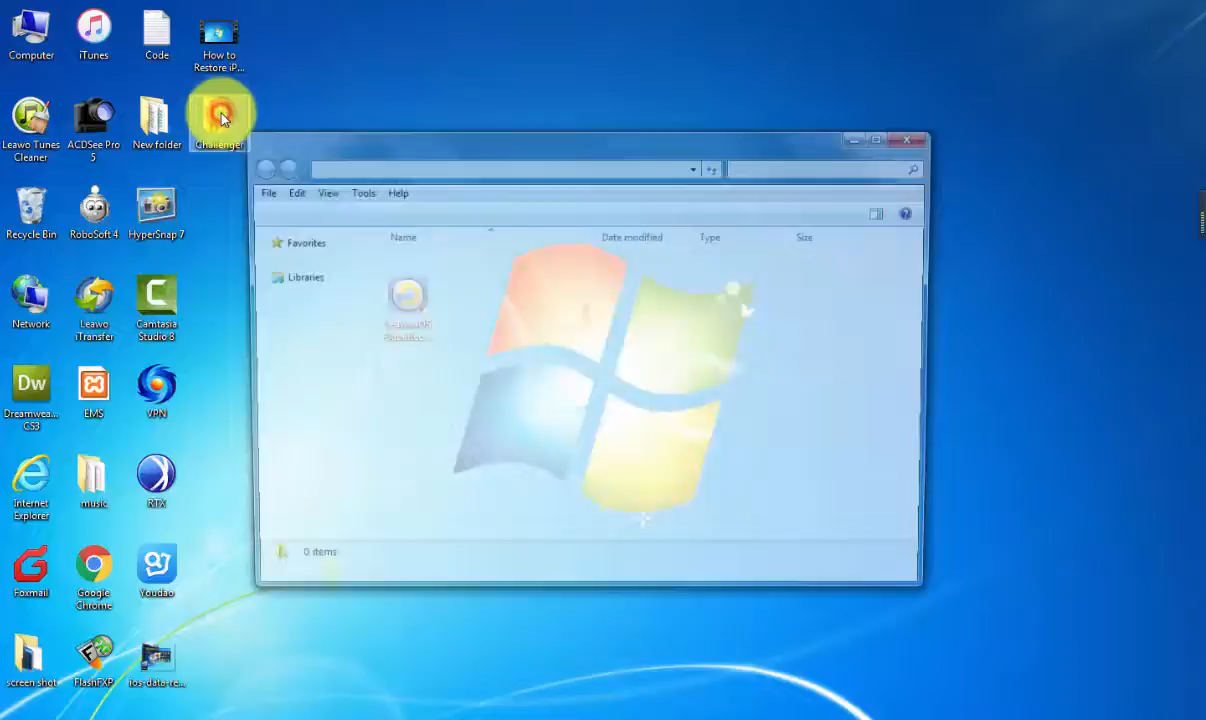 Computer
iTunes
Code
How to
Restore iP...
Leawo Tunes
Cleaner
ACDSee Pro
5
New folder
Challenger
Recycle Bin
RoboSoft 4
HyperSnap 7
Network
Leawo
iTransfer
Camtasia
Studio 8
Dw
Dreamwea...
CS3
EMS
VPN
Internet
Explorer
music
RTX
Foxmail
Google
Chrome
Youdao
screen shot
FlashFXP
ios-data-re...
File Edit View Tools Help
Favorites
Libraries
Name Date modified Type Size
Leawo iOS
0 items